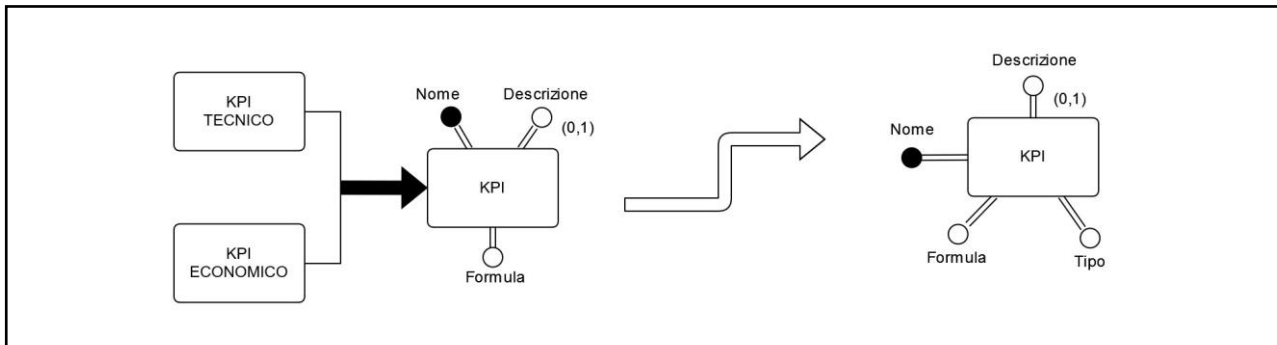 KPI
TECNICO
KPI
ECONOMICO
Nome
Descrizione
(0,1)
KPI
Formula
Descrizione
(0,1)
Nome
KPI
Formula
Tipo